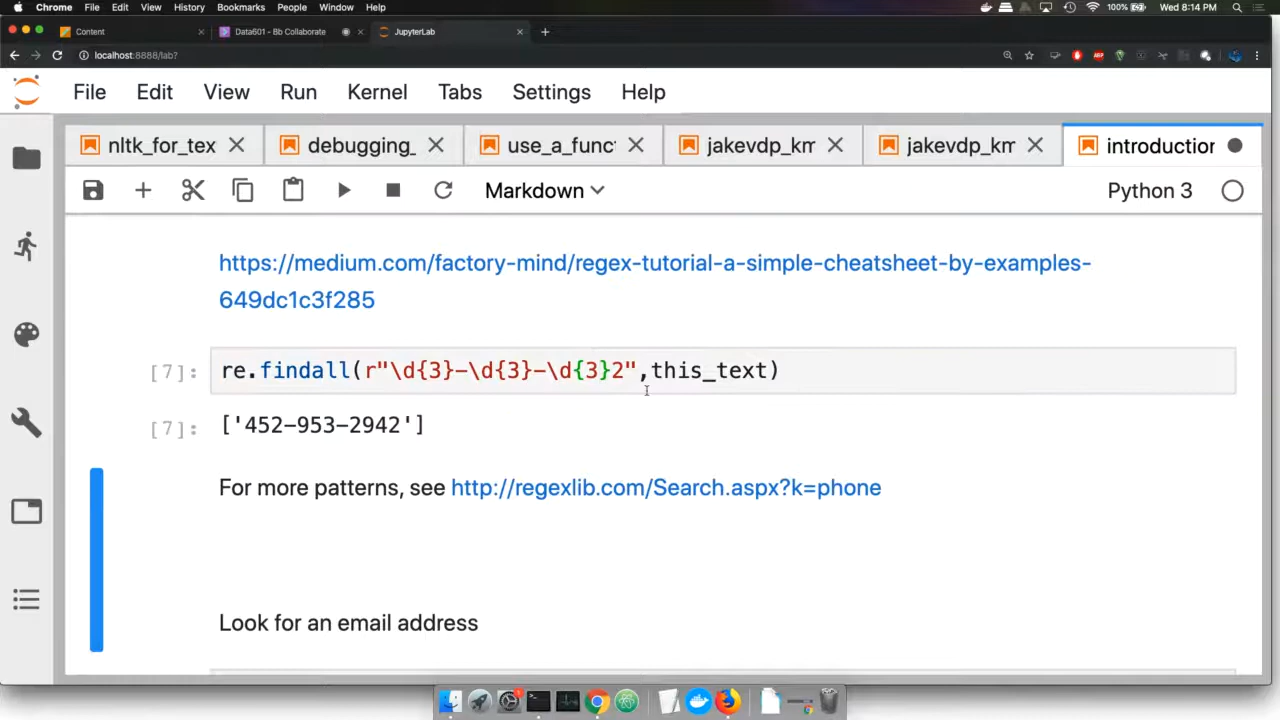 Chrome File Edit View History Bookmarks People Window Help 100% Wed 8:14 PM
Content Data601 - Bb Collaborate JupyterLab
localhost:8888/lab?
File Edit View Run Kernel Tabs Settings Help
nltk_for_tex debugging_ use_a_func jakevdp_km jakevdp_km introduction
Markdown Python 3
https://medium.com/factory-mind/regex-tutorial-a-simple-cheatsheet-by-examples-
649dc1c3f285
[7]: re.findall(r"\d{3}-\d{3}-\d{3}2",this_text)
[7]: ['452-953-2942']
For more patterns, see http://regexlib.com/Search.aspx?k=phone
Look for an email address